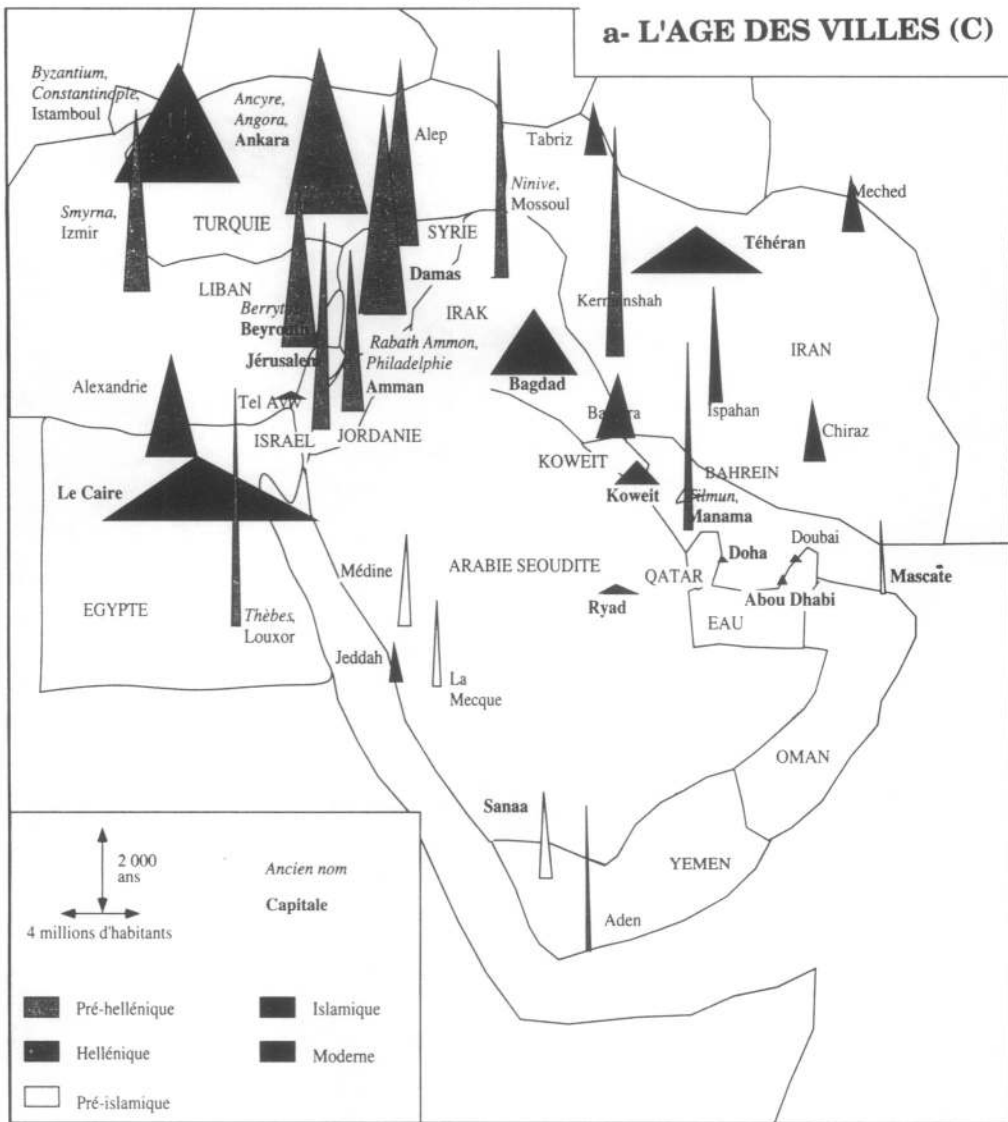 a- L'AGE DES VILLES (C)
Byzantium,
Constantinople,
Istamboul
Ancyre,
Angora,
Ankara
Alep
Tabriz
Ninive,
Mossoul
Meched
Smyrna,
Izmir
TURQUIE
SYRIE
Téhéran
Damas
LIBAN
Beyrouth
IRAK
Kermanshah
Rabath Ammon,
Philadelphie
Amman
Jérusalem
IRAN
Alexandrie
Bagdad
Tel Aviv
Ispahan
Chiraz
ISRAEL
JORDANIE
KOWEIT
BAHREIN
Le Caire
Koweit
Manama
Doubai
Doha
Médine
ARABIE SEOUDITE
QATAR
Mascate
Ryad
Abou Dhabi
EGYPTE
Thèbes,
Louxor
EAU
Jeddah
La
Mecque
OMAN
Sanaa
YEMEN
Aden
2 000
ans
4 millions d'habitants
Ancien nom
Capitale
Pré-hellénique
Islamique
Hellénique
Moderne
Pré-islamique